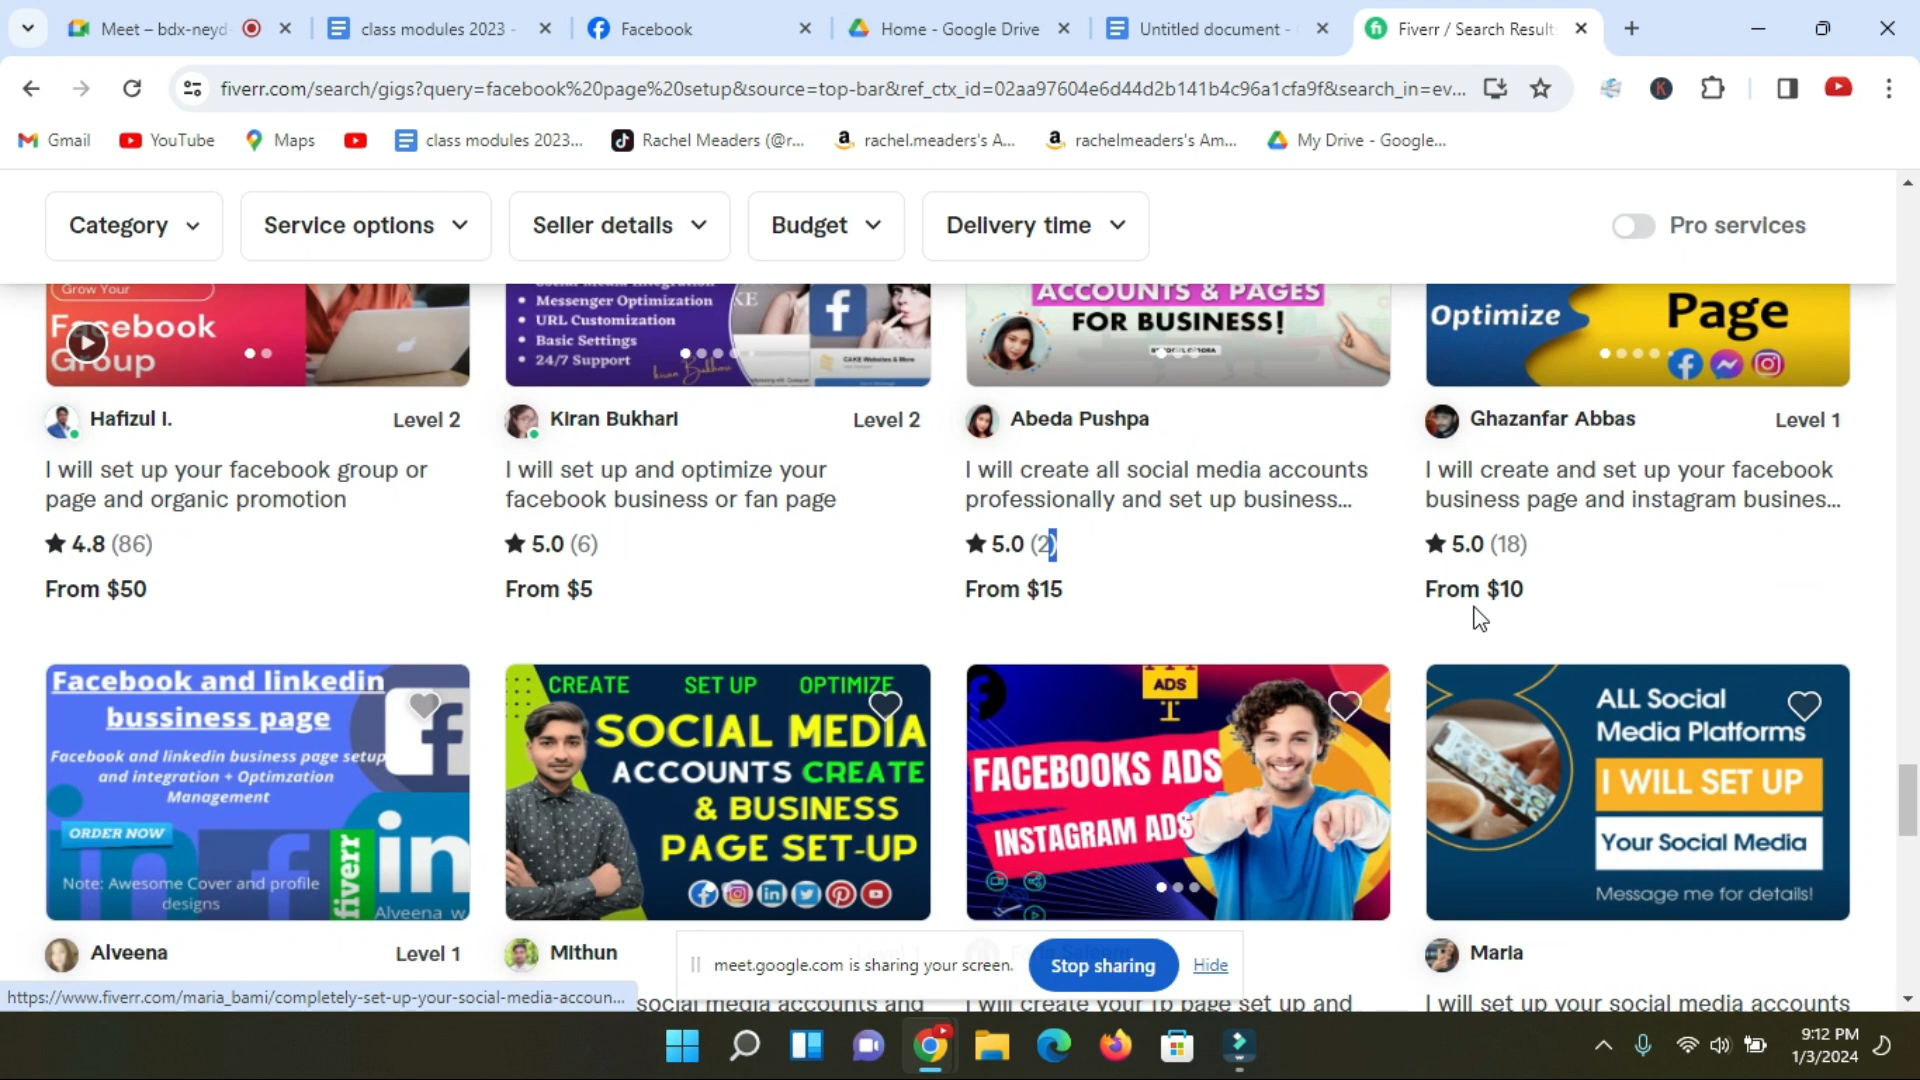 Meet – bdx-neyd
class modules 2023 -
Facebook
Home - Google Drive
Untitled document -
Fiverr / Search Result
fiverr.com/search/gigs?query=facebook%20page%20setup&source=top-bar&ref_ctx_id=02aa97604e6d44d2b141b4c96a1cfa9f&search_in=ev...
Gmail
YouTube
Maps
class modules 2023...
Rachel Meaders (@r...
rachel.meaders's A...
rachelmeaders's Am...
My Drive - Google...
Category
Service options
Seller details
Budget
Delivery time
Pro services
Grow Your
Facebook
Group
Messenger Optimization
URL Customization
Basic Settings
24/7 Support
ACCOUNTS & PAGES
FOR BUSINESS!
Optimize
Page
Hafizul I.
Level 2
Kiran Bukhari
Level 2
Abeda Pushpa
Ghazanfar Abbas
Level 1
I will set up your facebook group or
page and organic promotion
I will set up and optimize your
facebook business or fan page
I will create all social media accounts
professionally and set up business...
I will create and set up your facebook
business page and instagram busines...
4.8 (86)
5.0 (6)
5.0 (2)
5.0 (18)
From $50
From $5
From $15
From $10
Facebook and linkedin
bussiness page
Facebook and linkedin business page setup
and integration + Optimzation
Management
ORDER NOW
Note: Awesome Cover and profile
designs
fiverr
in
Alveena w
CREATE SET UP OPTIMIZE
SOCIAL MEDIA
ACCOUNTS CREATE
& BUSINESS
PAGE SET-UP
ADS
FACEBOOKS ADS
INSTAGRAM ADS
ALL Social
Media Platforms
I WILL SET UP
Your Social Media
Message me for details!
Alveena
Level 1
Mithun
Maria
meet.google.com is sharing your screen.
Stop sharing
Hide
https://www.fiverr.com/maria_bami/completely-set-up-your-social-media-accoun...
social media accounts and
I will create your fb page set up and
I will set up your social media accounts
9:12 PM
1/3/2024